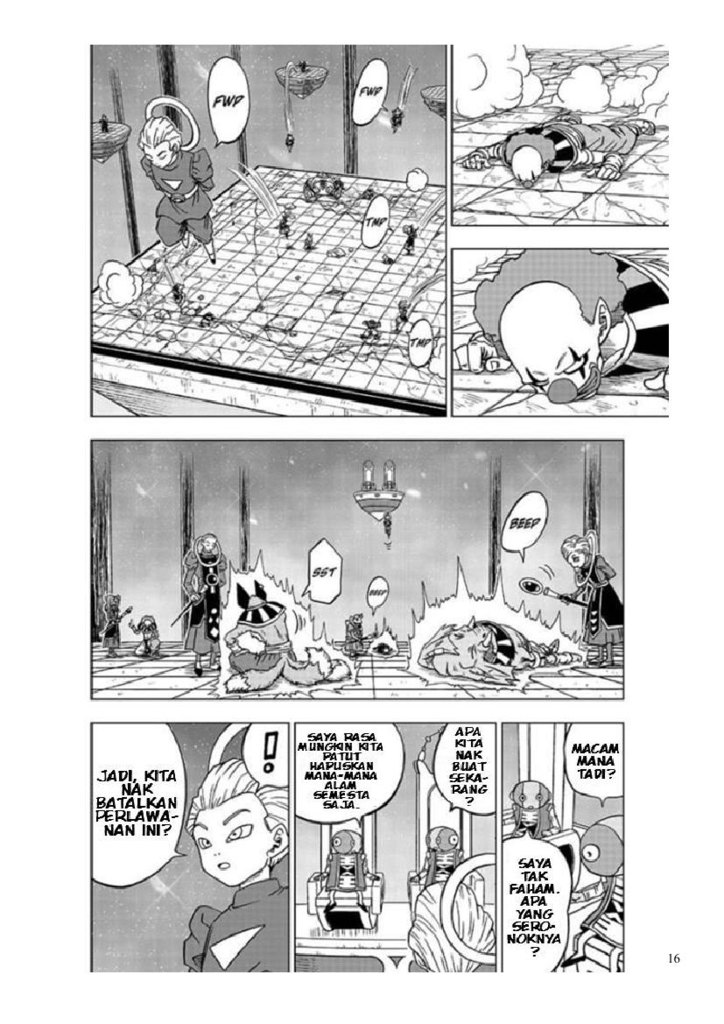 FWP
FWP
TMP
TMP
BEEP
BEEP
SST
MACAM
MANA
TADI?
SAYA
TAK
FAHAM.
APA
YANG
SERO-
NOKNYA
?
APA
KITA
NAK
BUAT
SEKA-
RANG
?
SAYA RASA
MUNGKIN KITA
PATUT
HAPUSKAN
MANA-MANA
ALAM
SEMESTA
SAJA.
!
JADI, KITA
NAK
BATALKAN
PERLAWA-
NAN INI?
16